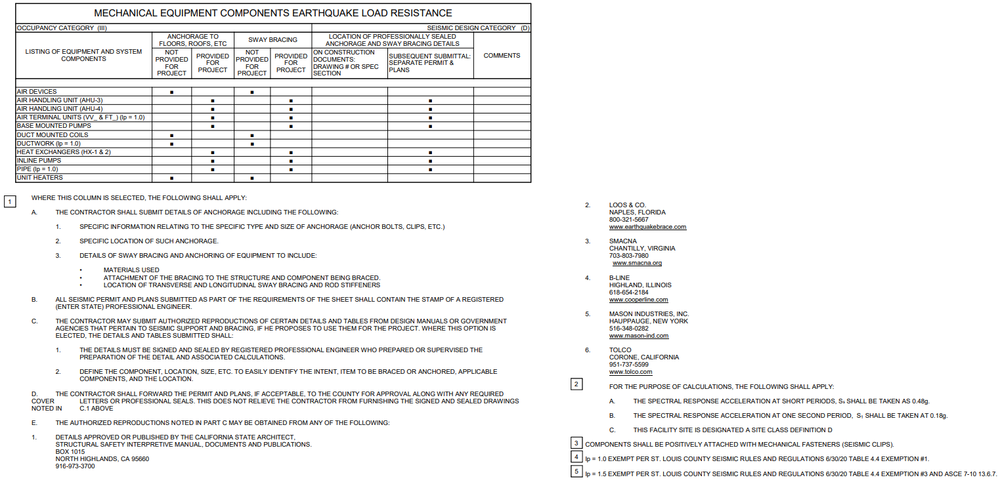 MECHANICAL EQUIPMENT COMPONENTS EARTHQUAKE LOAD RESISTANCE
OCCUPANCY CATEGORY (III)
SEISMIC DESIGN CATEGORY (D)
LISTING OF EQUIPMENT AND SYSTEM
COMPONENTS
ANCHORAGE TO
FLOORS, ROOFS, ETC
SWAY BRACING
LOCATION OF PROFESSIONALLY SEALED
ANCHORAGE AND SWAY BRACING DETAILS
COMMENTS
NOT
PROVIDED
FOR
PROJECT
PROVIDED
FOR
PROJECT
NOT
PROVIDED
FOR
PROJECT
PROVIDED
FOR
PROJECT
ON CONSTRUCTION
DOCUMENTS:
DRAWING # OR SPEC
SECTION
SUBSEQUENT SUBMITTAL:
SEPARATE PERMIT &
PLANS
AIR DEVICES ■ ■
AIR HANDLING UNIT (AHU-3) ■ ■ ■
AIR HANDLING UNIT (AHU-4) ■ ■ ■
AIR TERMINAL UNITS (VV_ & FT_) (Ip = 1.0) ■ ■ ■
BASE MOUNTED PUMPS ■ ■ ■
DUCT MOUNTED COILS ■ ■
DUCTWORK (Ip = 1.0) ■ ■
HEAT EXCHANGERS (HX-1 & 2) ■ ■ ■
INLINE PUMPS ■ ■ ■
PIPE (Ip = 1.0) ■ ■ ■
UNIT HEATERS ■ ■
1 WHERE THIS COLUMN IS SELECTED, THE FOLLOWING SHALL APPLY:
A. THE CONTRACTOR SHALL SUBMIT DETAILS OF ANCHORAGE INCLUDING THE FOLLOWING:
1. SPECIFIC INFORMATION RELATING TO THE SPECIFIC TYPE AND SIZE OF ANCHORAGE (ANCHOR BOLTS, CLIPS, ETC.)
2. SPECIFIC LOCATION OF SUCH ANCHORAGE.
3. DETAILS OF SWAY BRACING AND ANCHORING OF EQUIPMENT TO INCLUDE:
• MATERIALS USED
• ATTACHMENT OF THE BRACING TO THE STRUCTURE AND COMPONENT BEING BRACED.
• LOCATION OF TRANSVERSE AND LONGITUDINAL SWAY BRACING AND ROD STIFFENERS
B. ALL SEISMIC PERMIT AND PLANS SUBMITTED AS PART OF THE REQUIREMENTS OF THE SHEET SHALL CONTAIN THE STAMP OF A REGISTERED
(ENTER STATE) PROFESSIONAL ENGINEER.
C. THE CONTRACTOR MAY SUBMIT AUTHORIZED REPRODUCTIONS OF CERTAIN DETAILS AND TABLES FROM DESIGN MANUALS OR GOVERNMENT
AGENCIES THAT PERTAIN TO SEISMIC SUPPORT AND BRACING, IF HE PROPOSES TO USE THEM FOR THE PROJECT. WHERE THIS OPTION IS
ELECTED, THE DETAILS AND TABLES SUBMITTED SHALL:
1. THE DETAILS MUST BE SIGNED AND SEALED BY REGISTERED PROFESSIONAL ENGINEER WHO PREPARED OR SUPERVISED THE
PREPARATION OF THE DETAIL AND ASSOCIATED CALCULATIONS.
2. DEFINE THE COMPONENT, LOCATION, SIZE, ETC. TO EASILY IDENTIFY THE INTENT, ITEM TO BE BRACED OR ANCHORED, APPLICABLE
COMPONENTS, AND THE LOCATION.
D. THE CONTRACTOR SHALL FORWARD THE PERMIT AND PLANS, IF ACCEPTABLE, TO THE COUNTY FOR APPROVAL ALONG WITH ANY REQUIRED
COVER LETTERS OR PROFESSIONAL SEALS. THIS DOES NOT RELIEVE THE CONTRACTOR FROM FURNISHING THE SIGNED AND SEALED DRAWINGS
NOTED IN C.1 ABOVE
E. THE AUTHORIZED REPRODUCTIONS NOTED IN PART C MAY BE OBTAINED FROM ANY OF THE FOLLOWING:
1. DETAILS APPROVED OR PUBLISHED BY THE CALIFORNIA STATE ARCHITECT,
STRUCTURAL SAFETY INTERPRETIVE MANUAL, DOCUMENTS AND PUBLICATIONS.
BOX 1015
NORTH HIGHLANDS, CA 95660
916-973-3700
2. LOOS & CO.
NAPLES, FLORIDA
800-321-5667
www.earthquakebrace.com
3. SMACNA
CHANTILLY, VIRGINIA
703-803-7980
www.smacna.org
4. B-LINE
HIGHLAND, ILLINOIS
618-654-2184
www.cooperline.com
5. MASON INDUSTRIES, INC.
HAUPPAUGE, NEW YORK
516-348-0282
www.mason-ind.com
6. TOLCO
CORONE, CALIFORNIA
951-737-5599
www.tolco.com
2 FOR THE PURPOSE OF CALCULATIONS, THE FOLLOWING SHALL APPLY:
A. THE SPECTRAL RESPONSE ACCELERATION AT SHORT PERIODS, Ss SHALL BE TAKEN AS 0.48g.
B. THE SPECTRAL RESPONSE ACCELERATION AT ONE SECOND PERIOD, S1 SHALL BE TAKEN AT 0.18g.
C. THIS FACILITY SITE IS DESIGNATED A SITE CLASS DEFINITION D
3 COMPONENTS SHALL BE POSITIVELY ATTACHED WITH MECHANICAL FASTENERS (SEISMIC CLIPS).
4 Ip = 1.0 EXEMPT PER ST. LOUIS COUNTY SEISMIC RULES AND REGULATIONS 6/30/20 TABLE 4.4 EXEMPTION #1.
5 Ip = 1.5 EXEMPT PER ST. LOUIS COUNTY SEISMIC RULES AND REGULATIONS 6/30/20 TABLE 4.4 EXEMPTION #3 AND ASCE 7-10 13.6.7.